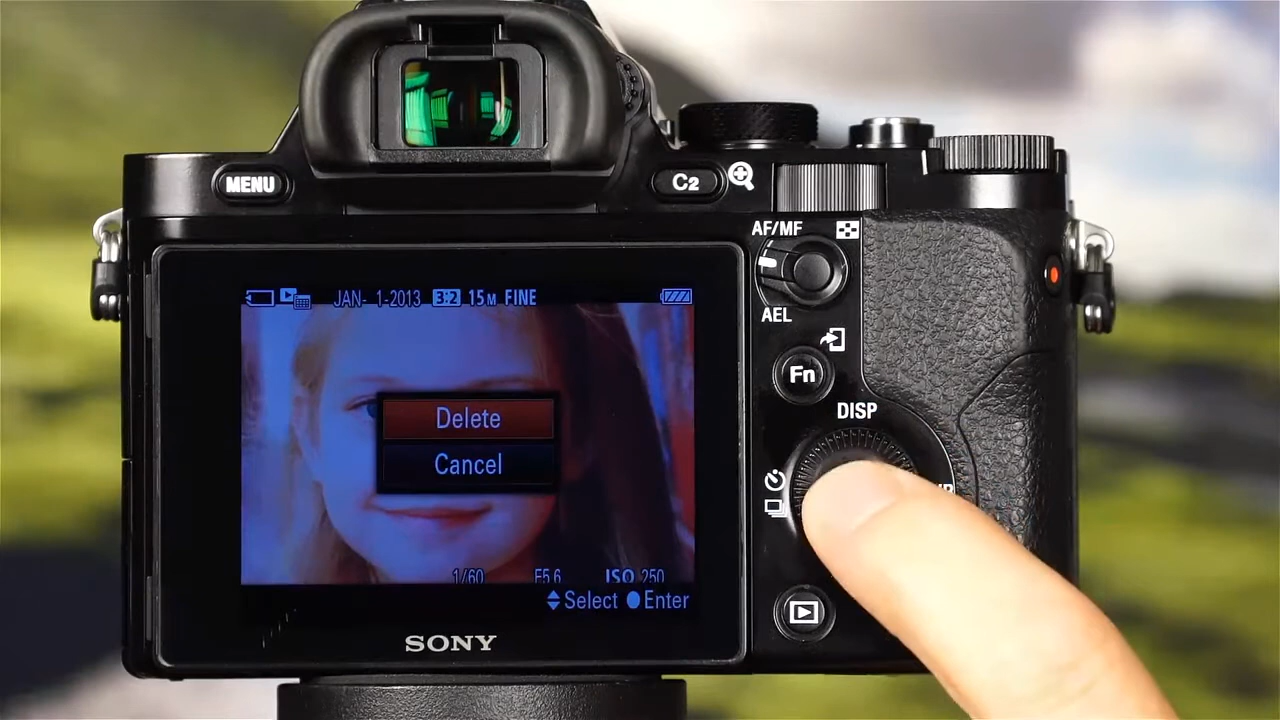 MENU
C2
AF/MF
AEL
JAN- 1-2013 3:2 15M FINE
Fn
DISP
Delete
Cancel
1/60 F5.6 ISO 250
Select Enter
SONY